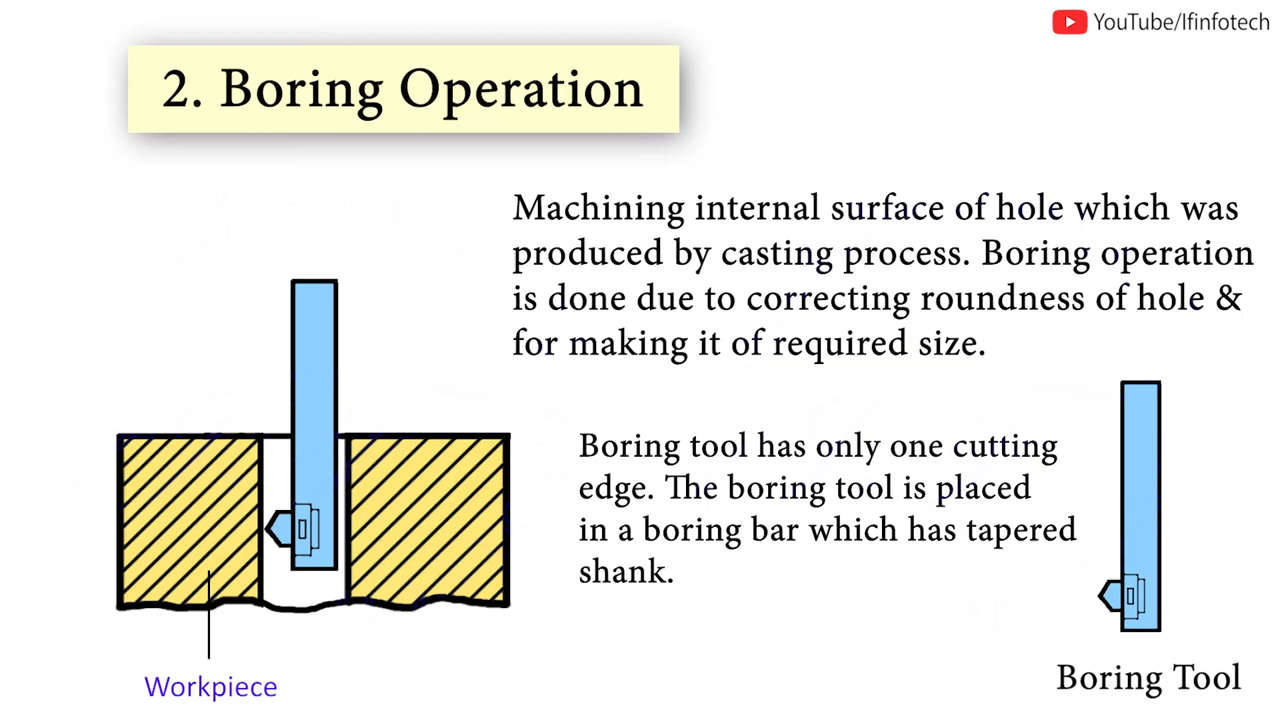 YouTube/Ifinfotech
2. Boring Operation
Machining internal surface of hole which was
produced by casting process. Boring operation
is done due to correcting roundness of hole &
for making it of required size.
Boring tool has only one cutting
edge. The boring tool is placed
in a boring bar which has tapered
shank.
Workpiece
Boring Tool